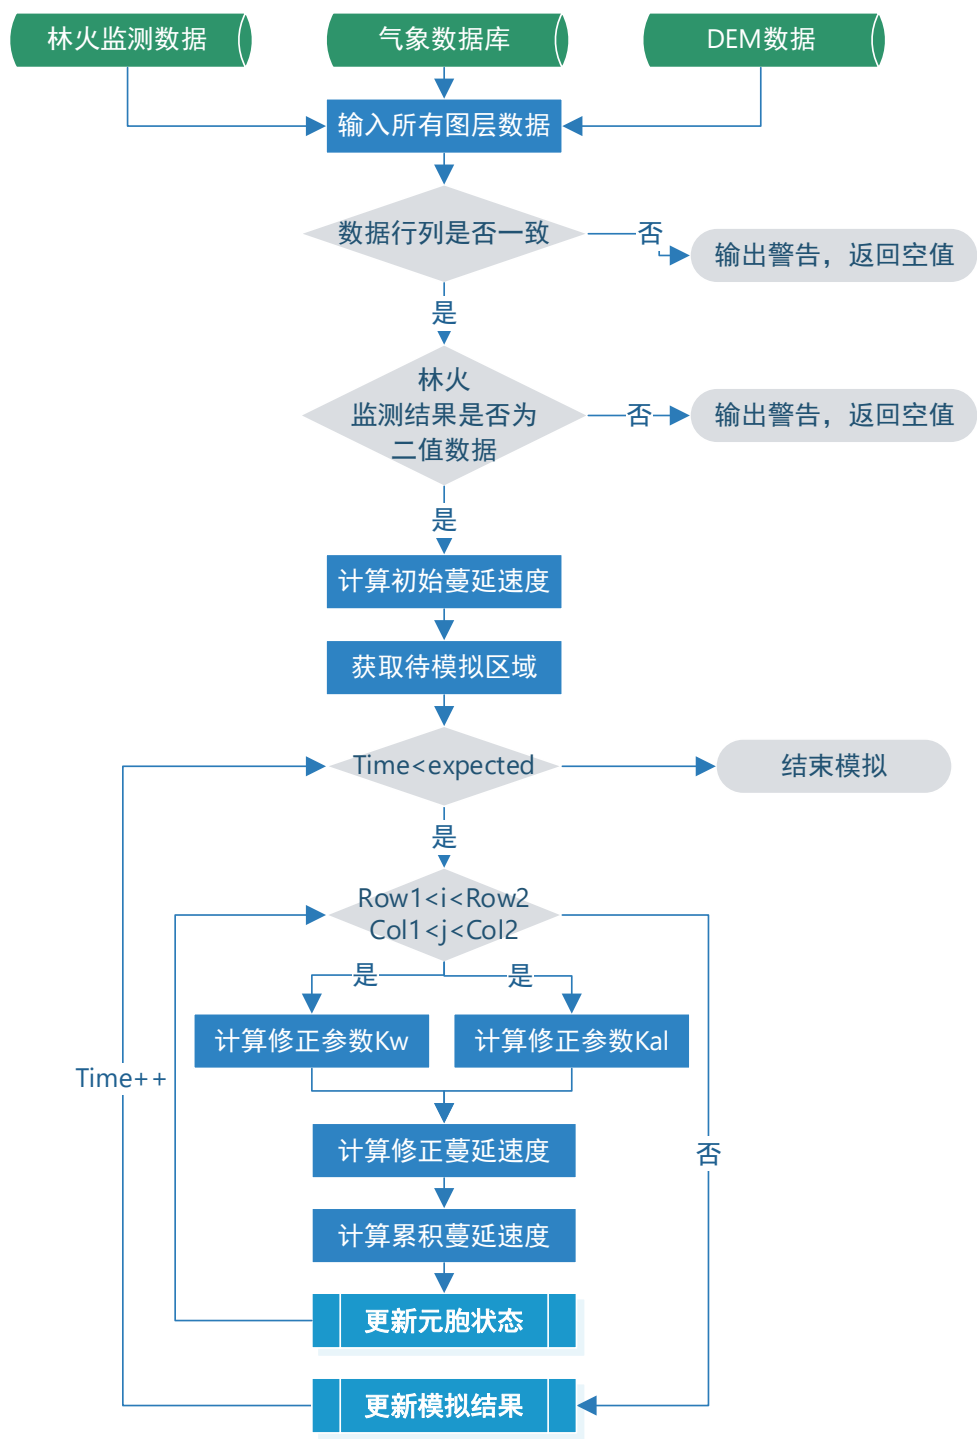 林火监测数据
气象数据库
DEM数据
输入所有图层数据
数据行列是否一致
否
输出警告，返回空值
是
林火
监测结果是否为
二值数据
否
输出警告，返回空值
是
计算初始蔓延速度
获取待模拟区域
Time<expected
结束模拟
是
Row1<i<Row2
Col1<j<Col2
是
是
计算修正参数Kw
计算修正参数Kal
Time++
计算修正蔓延速度
否
计算累积蔓延速度
更新元胞状态
更新模拟结果